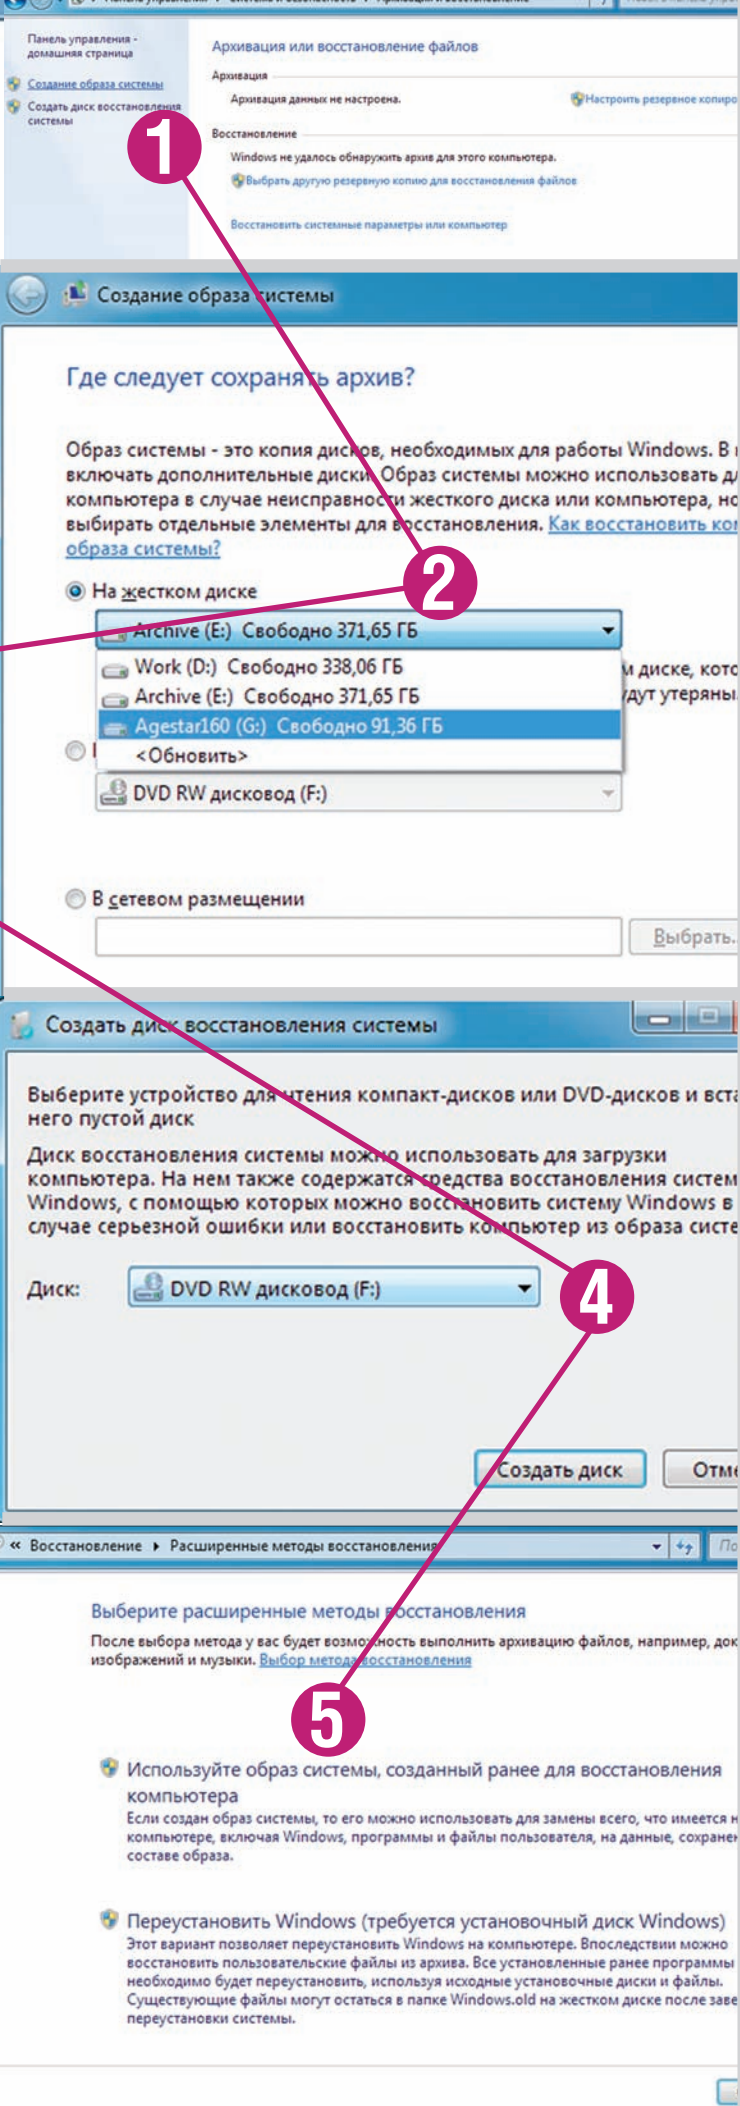 Панель управления ▸ Система и безопасность ▸ Архивация и восстановление
Панель управления -
домашняя страница
Создание образа системы
Создать диск восстановления
системы
Архивация или восстановление файлов
Архивация
Архивация данных не настроена.
Настроить резервное копиро
Восстановление
Windows не удалось обнаружить архив для этого компьютера.
Выбрать другую резервную копию для восстановления файлов
Восстановить системные параметры или компьютер
1
Создание образа системы
Где следует сохранять архив?
Образ системы - это копия дисков, необходимых для работы Windows. В
включать дополнительные диски. Образ системы можно использовать д
компьютера в случае неисправности жесткого диска или компьютера, но
выбирать отдельные элементы для восстановления. Как восстановить ко
образа системы?
2
На жестком диске
Archive (E:) Свободно 371,65 ГБ
Work (D:) Свободно 338,06 ГБ
м диске, кото
Archive (E:) Свободно 371,65 ГБ
дут утеряны.
Agestar160 (G:) Свободно 91,36 ГБ
<Обновить>
DVD RW дисковод (F:)
В сетевом размещении
Выбрать..
Создать диск восстановления системы
Выберите устройство для чтения компакт-дисков или DVD-дисков и вста
него пустой диск
Диск восстановления системы можно использовать для загрузки
компьютера. На нем также содержатся средства восстановления систем
Windows, с помощью которых можно восстановить систему Windows в
случае серьезной ошибки или восстановить компьютер из образа систе
Диск:
DVD RW дисковод (F:)
4
Создать диск
Отме
« Восстановление ▸ Расширенные методы восстановления
По
Выберите расширенные методы восстановления
После выбора метода у вас будет возможность выполнить архивацию файлов, например, док
изображений и музыки. Выбор метода восстановления
5
Используйте образ системы, созданный ранее для восстановления
компьютера
Если создан образ системы, то его можно использовать для замены всего, что имеется н
компьютере, включая Windows, программы и файлы пользователя, на данные, сохранен
составе образа.
Переустановить Windows (требуется установочный диск Windows)
Этот вариант позволяет переустановить Windows на компьютере. Впоследствии можно
восстановить пользовательские файлы из архива. Все установленные ранее программы
необходимо будет переустановить, используя исходные установочные диски и файлы.
Существующие файлы могут остаться в папке Windows.old на жестком диске после заве
переустановки системы.